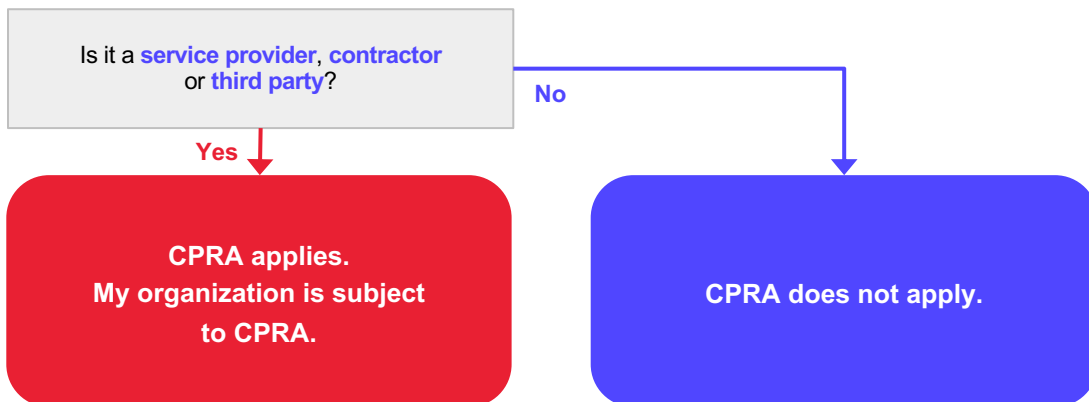 Is it a service provider, contractor
or third party?
No
Yes
CPRA applies.
My organization is subject
to CPRA.
CPRA does not apply.